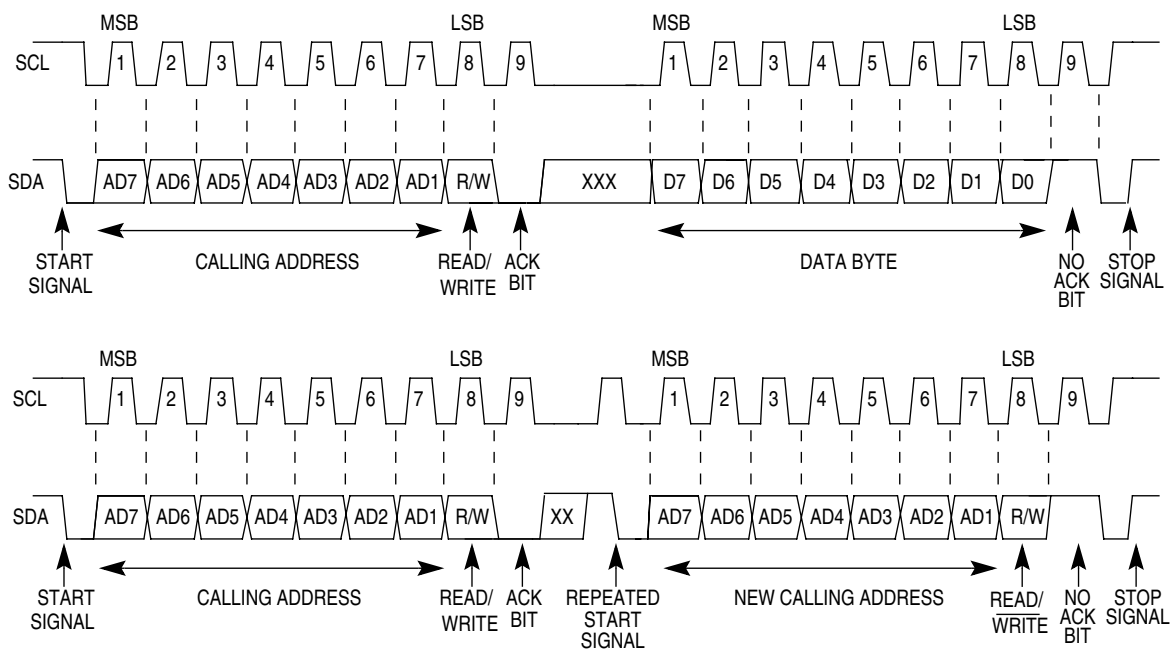 MSB LSB MSB LSB
SCL 1 2 3 4 5 6 7 8 9 1 2 3 4 5 6 7 8 9
SDA AD7 AD6 AD5 AD4 AD3 AD2 AD1 R/W XXX D7 D6 D5 D4 D3 D2 D1 D0
START SIGNAL
CALLING ADDRESS
READ/
WRITE
ACK
BIT
DATA BYTE
NO
ACK
BIT
STOP
SIGNAL
MSB LSB MSB LSB
SCL 1 2 3 4 5 6 7 8 9 1 2 3 4 5 6 7 8 9
SDA AD7 AD6 AD5 AD4 AD3 AD2 AD1 R/W XX AD7 AD6 AD5 AD4 AD3 AD2 AD1 R/W
START
SIGNAL
CALLING ADDRESS
READ/
WRITE
ACK
BIT
REPEATED
START
SIGNAL
NEW CALLING ADDRESS
READ/
WRITE
NO
ACK
BIT
STOP
SIGNAL